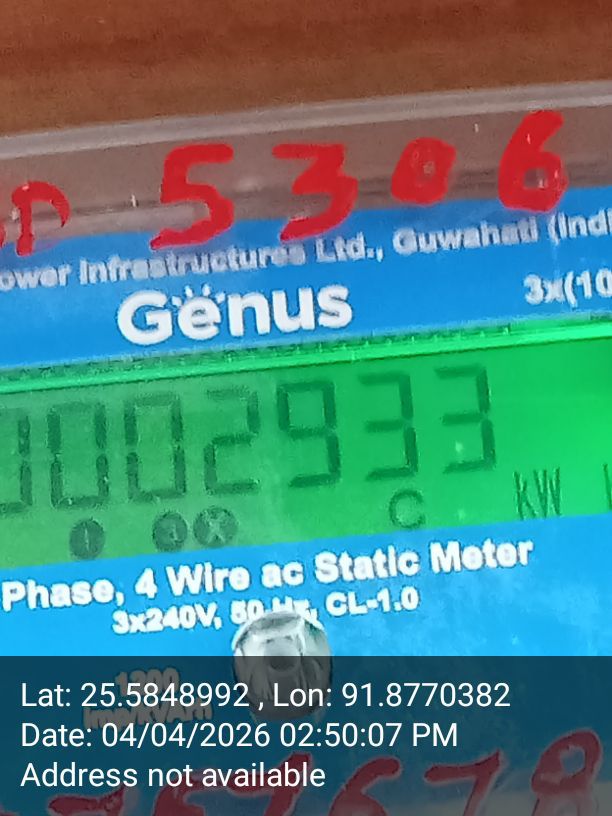 5306
ower Infrastructures Ltd., Guwahati (Indi
Genus
3x(10
0002933
C
kW
Phase, 4 Wire ac Static Meter
3x240V, 50 Hz, CL-1.0
Lat: 25.5848992 , Lon: 91.8770382
Date: 04/04/2026 02:50:07 PM
Address not available